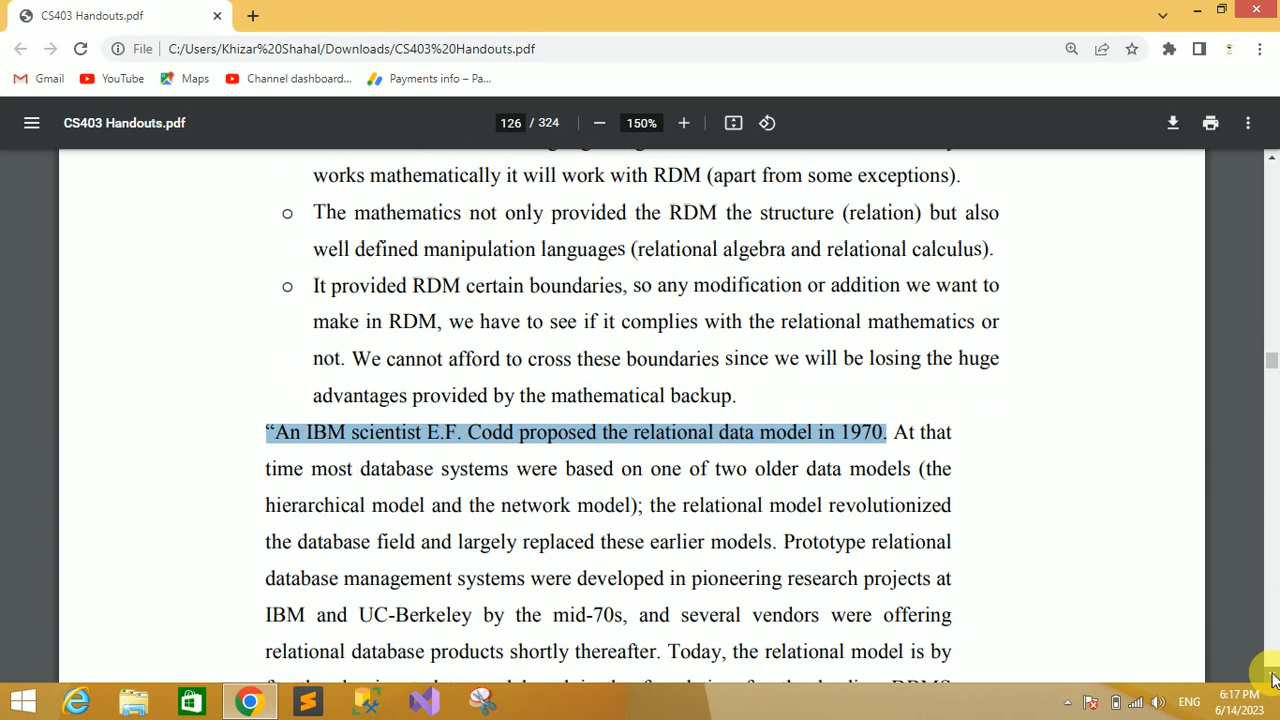 CS403 Handouts.pdf
File
C:/Users/Khizar%20Shahal/Downloads/CS403%20Handouts.pdf
Gmail
YouTube
Maps
Channel dashboard...
Payments info – Pa...
CS403 Handouts.pdf
126 / 324
150%
works mathematically it will work with RDM (apart from some exceptions).
o The mathematics not only provided the RDM the structure (relation) but also
well defined manipulation languages (relational algebra and relational calculus).
o It provided RDM certain boundaries, so any modification or addition we want to
make in RDM, we have to see if it complies with the relational mathematics or
not. We cannot afford to cross these boundaries since we will be losing the huge
advantages provided by the mathematical backup.
“An IBM scientist E.F. Codd proposed the relational data model in 1970. At that
time most database systems were based on one of two older data models (the
hierarchical model and the network model); the relational model revolutionized
the database field and largely replaced these earlier models. Prototype relational
database management systems were developed in pioneering research projects at
IBM and UC-Berkeley by the mid-70s, and several vendors were offering
relational database products shortly thereafter. Today, the relational model is by
ENG
6:17 PM
6/14/2023